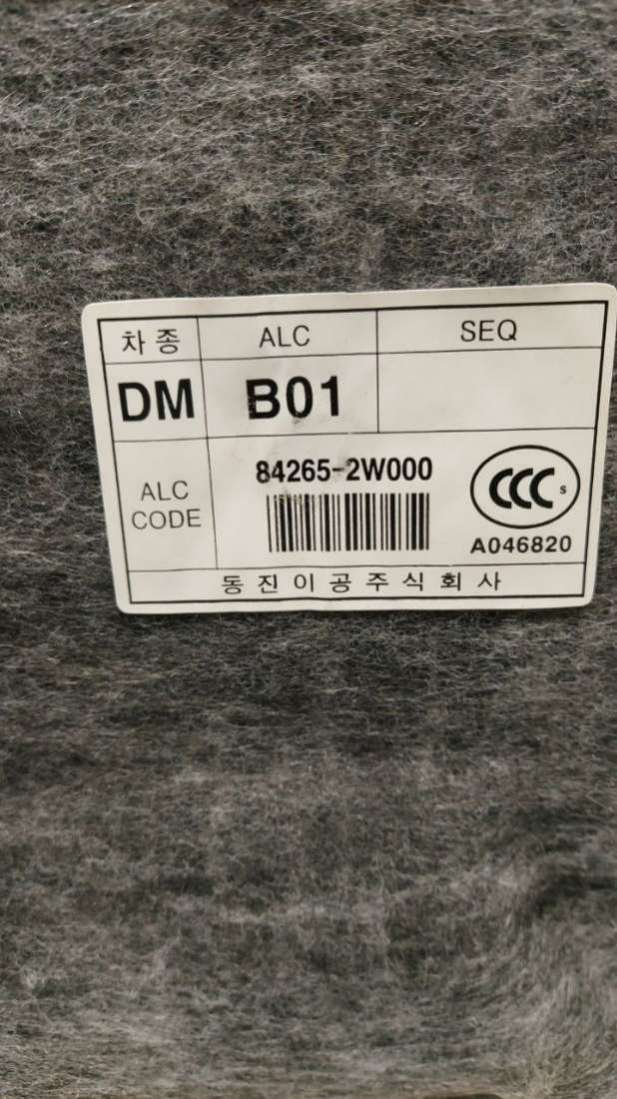 차종 ALC SEQ
DM B01
ALC CODE
84265-2W000
CCC S
A046820
동진이공주식회사